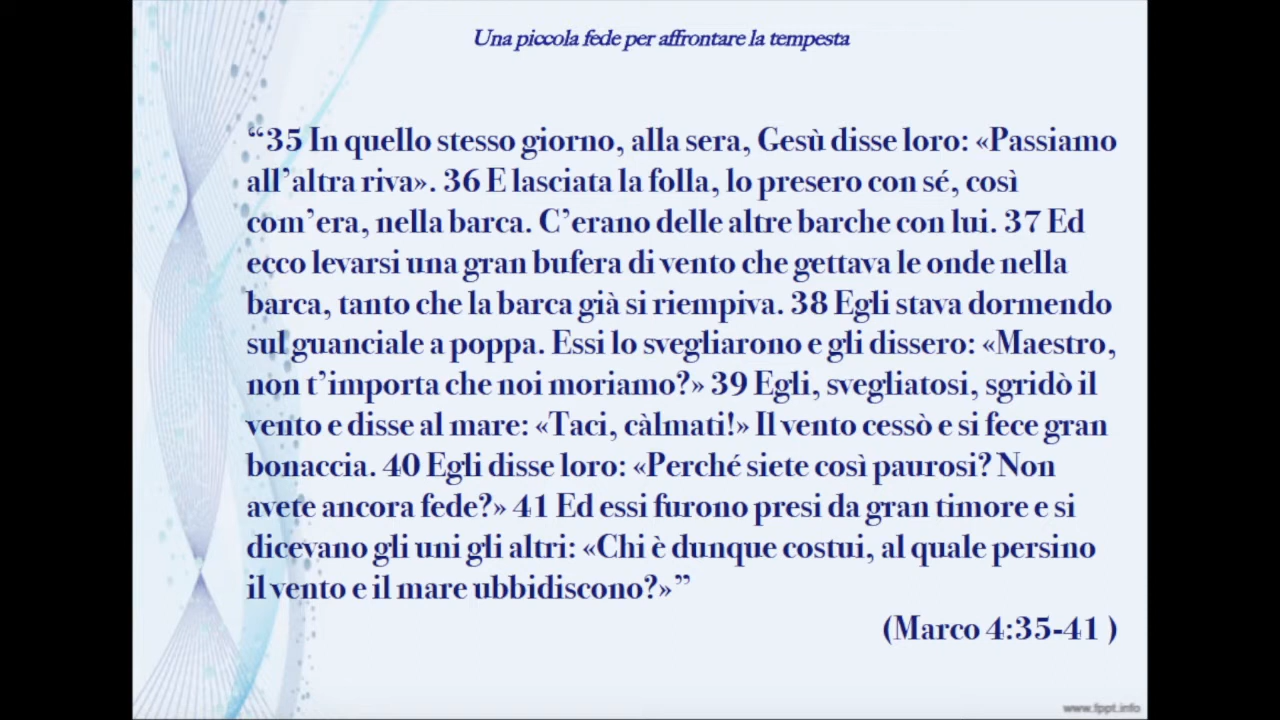 Una piccola fede per affrontare la tempesta
“35 In quello stesso giorno, alla sera, Gesù disse loro: «Passiamo
all’altra riva». 36 E lasciata la folla, lo presero con sé, così
com’era, nella barca. C’erano delle altre barche con lui. 37 Ed
ecco levarsi una gran bufera di vento che gettava le onde nella
barca, tanto che la barca già si riempiva. 38 Egli stava dormendo
sul guanciale a poppa. Essi lo svegliarono e gli dissero: «Maestro,
non t’importa che noi moriamo?» 39 Egli, svegliatosi, sgridò il
vento e disse al mare: «Taci, càlmati!» Il vento cessò e si fece gran
bonaccia. 40 Egli disse loro: «Perché siete così paurosi? Non
avete ancora fede?» 41 Ed essi furono presi da gran timore e si
dicevano gli uni gli altri: «Chi è dunque costui, al quale persino
il vento e il mare ubbidiscono?»”
(Marco 4:35-41 )
www.fppt.info